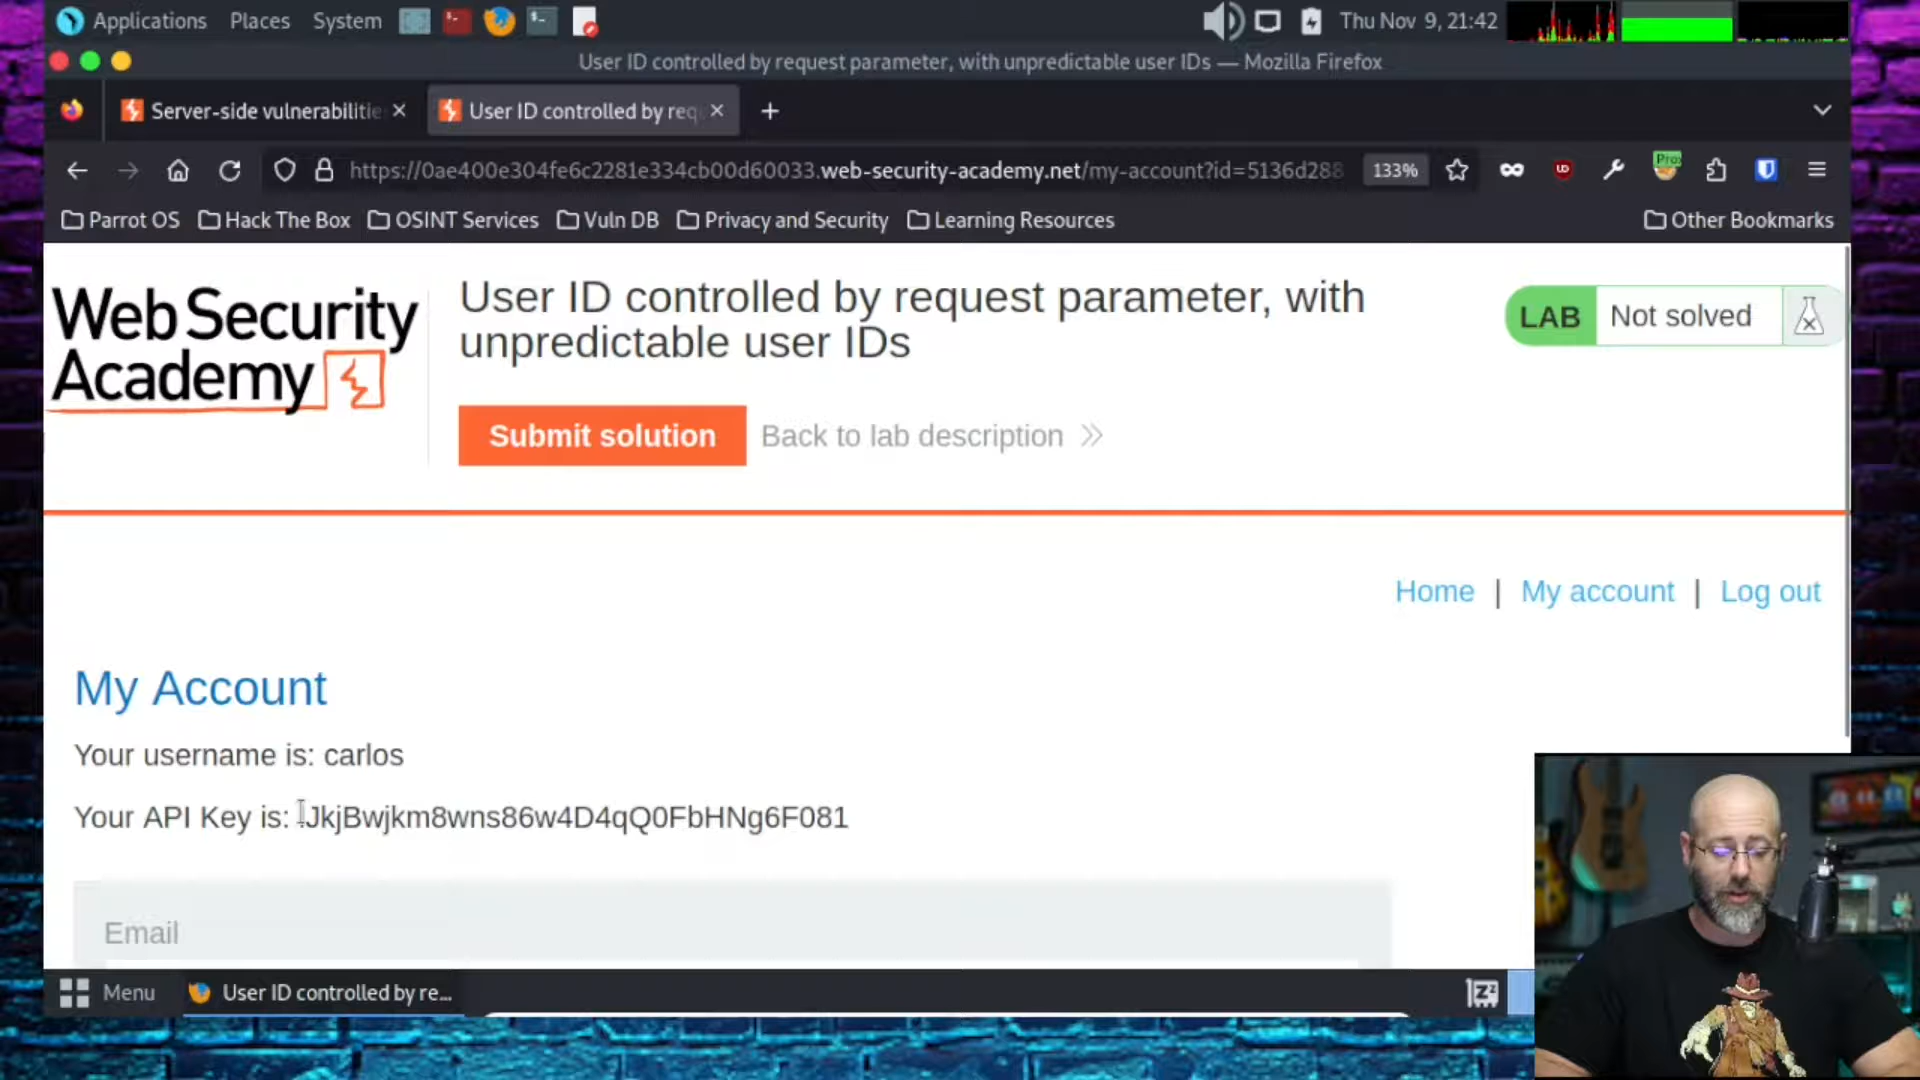 Applications Places System Thu Nov 9, 21:42
User ID controlled by request parameter, with unpredictable user IDs — Mozilla Firefox
Server-side vulnerabilitie User ID controlled by req
https://0ae400e304fe6c2281e334cb00d60033.web-security-academy.net/my-account?id=5136d288 133%
Parrot OS Hack The Box OSINT Services Vuln DB Privacy and Security Learning Resources Other Bookmarks
Web Security
Academy
User ID controlled by request parameter, with
unpredictable user IDs
LAB Not solved
Submit solution Back to lab description
Home | My account | Log out
My Account
Your username is: carlos
Your API Key is: JkjBwjkm8wns86w4D4qQ0FbHNg6F081
Email
Menu User ID controlled by re...